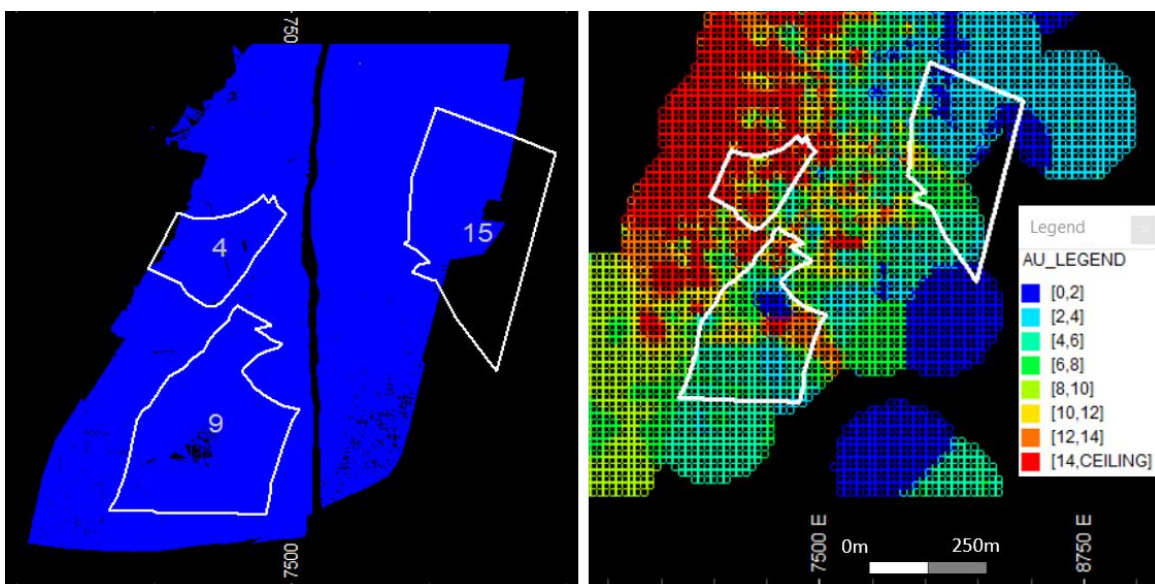 750
4
15
9
7500
Legend
AU_LEGEND
[0,2]
[2,4]
[4,6]
[6,8]
[8,10]
[10,12]
[12,14]
[14,CEILING]
7500 E
0m
250m
8750 E